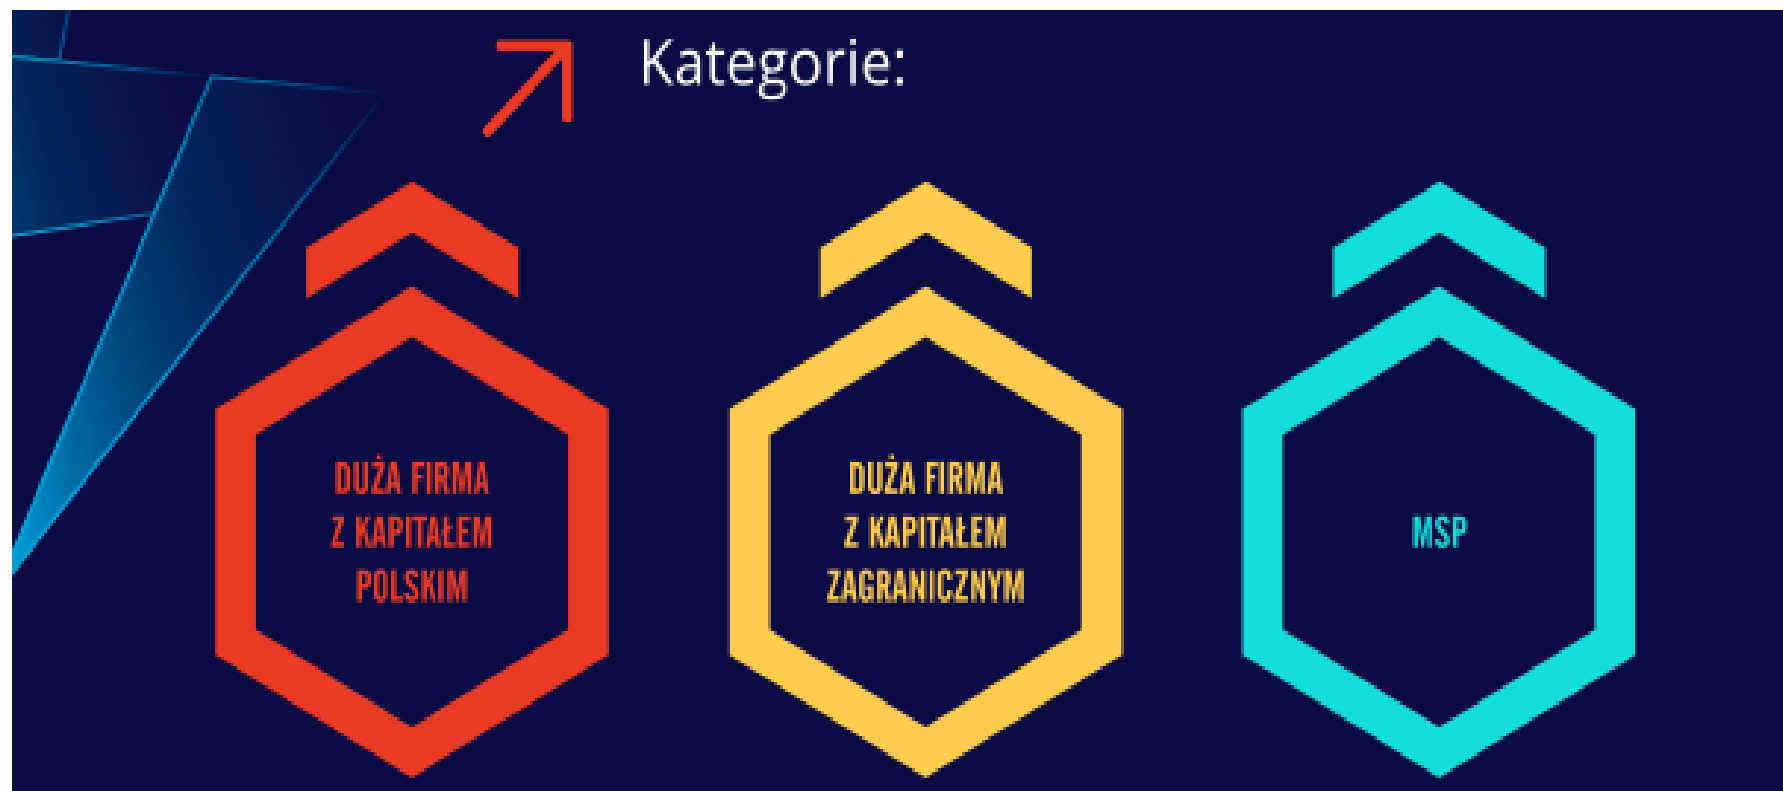 Kategorie:
DUŻA FIRMA
Z KAPITAŁEM
POLSKIM
DUŻA FIRMA
Z KAPITAŁEM
ZAGRANICZNYM
MSP